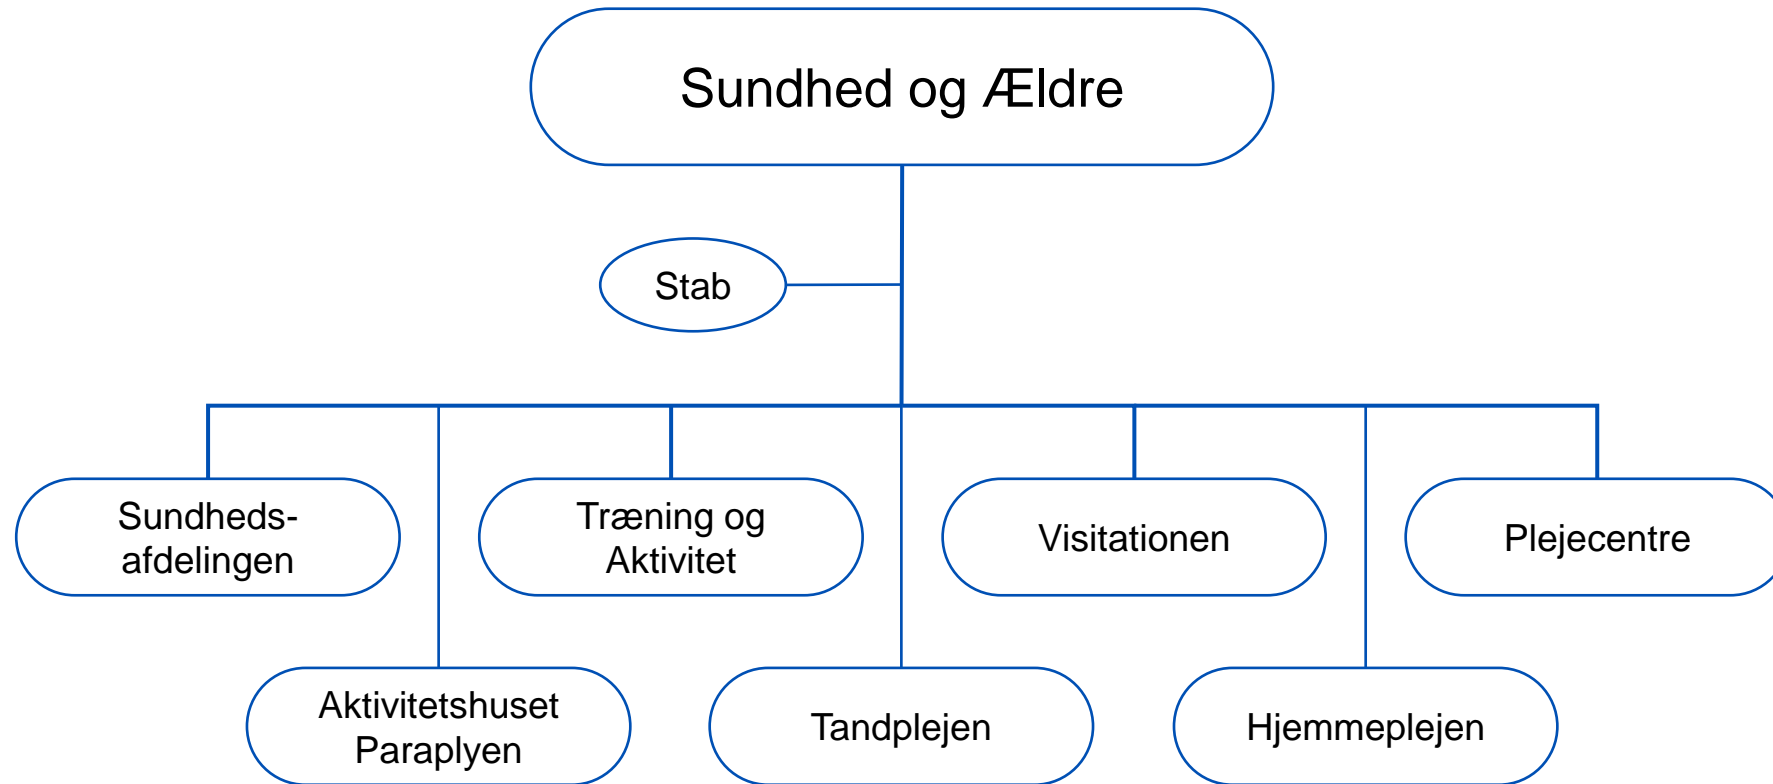 Sundhed og Ældre
Stab
Sundheds-
afdelingen
Træning og
Aktivitet
Visitationen
Plejecentre
Aktivitetshuset
Paraplyen
Tandplejen
Hjemmeplejen